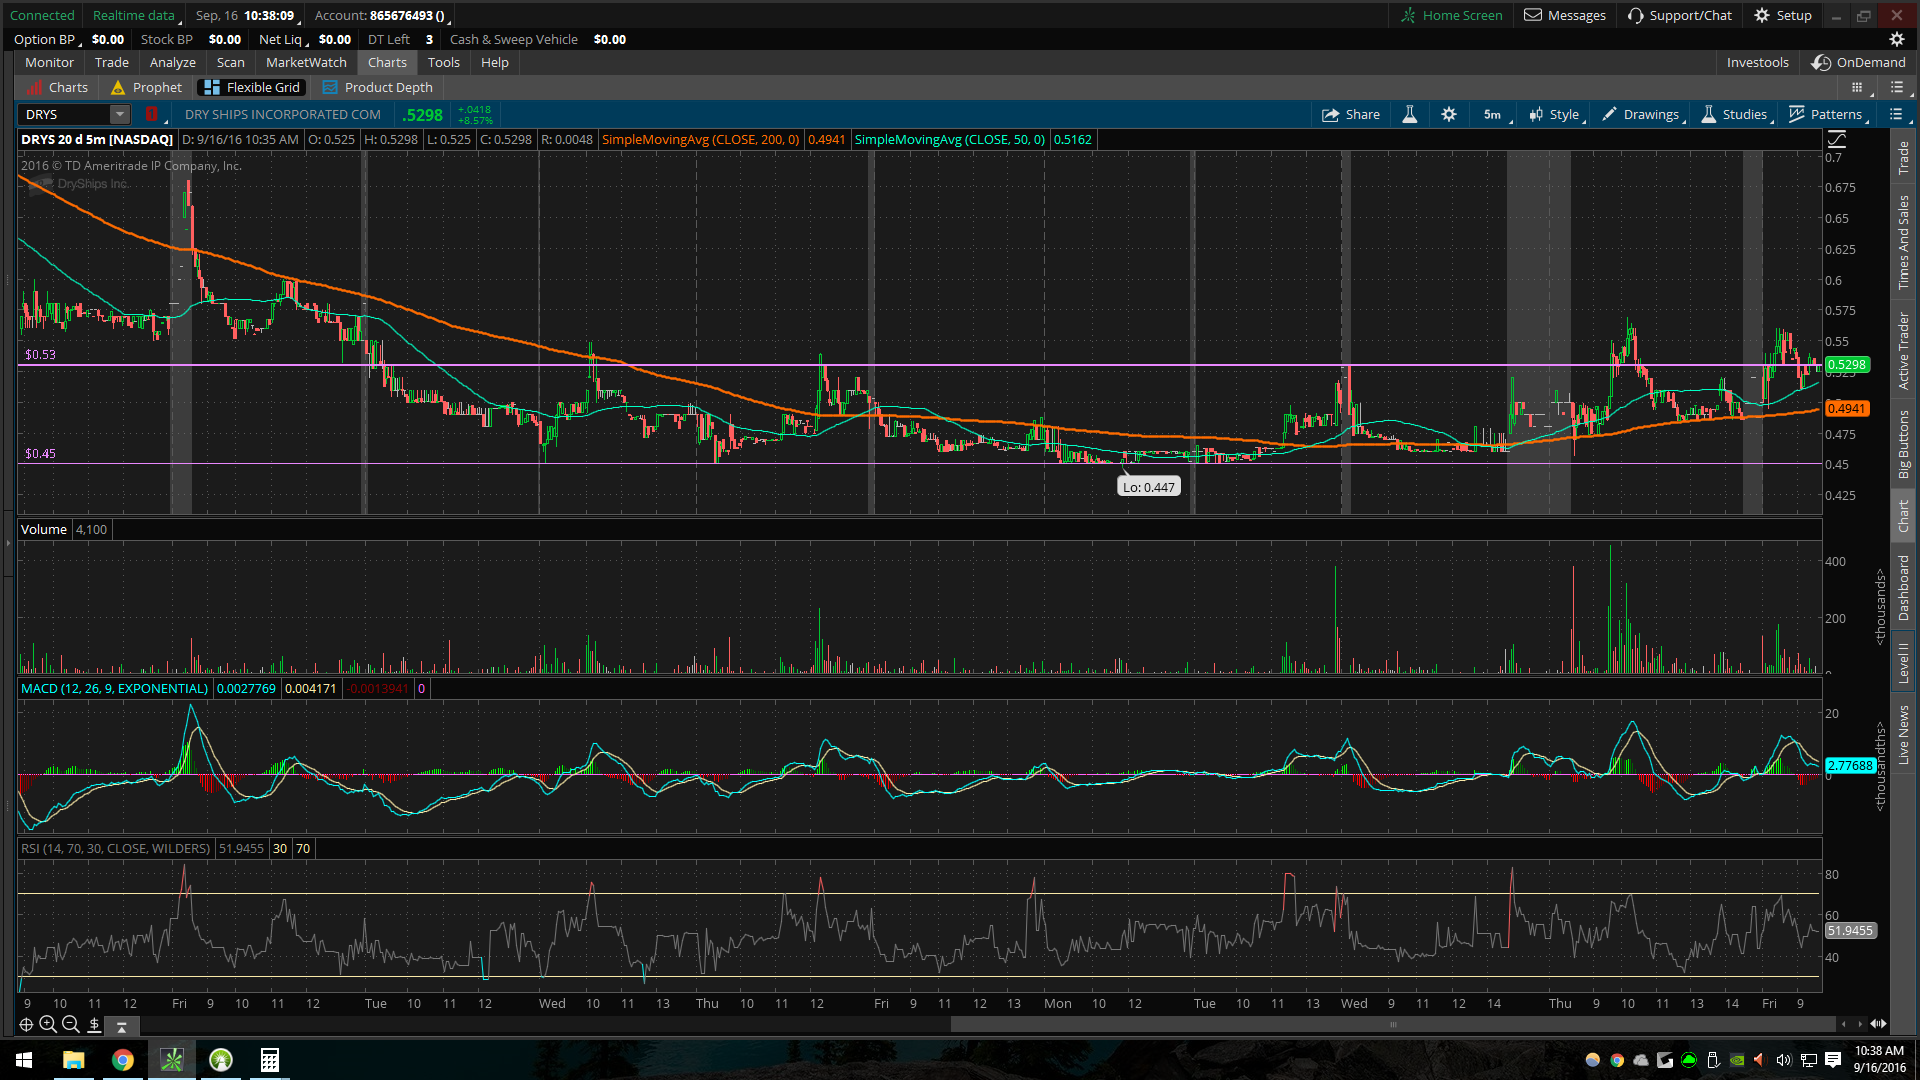 Connected Realtime data Sep, 16 10:38:09 Account: 865676493 () Home Screen Messages Support/Chat Setup
Option BP $0.00 Stock BP $0.00 Net Liq $0.00 DT Left 3 Cash & Sweep Vehicle $0.00
Monitor Trade Analyze Scan MarketWatch Charts Tools Help Investools OnDemand
Charts Prophet Flexible Grid Product Depth
DRYS DRY SHIPS INCORPORATED COM .5298 +.0418 +8.57% Share 5m Style Drawings Studies Patterns
DRYS 20 d 5m [NASDAQ] D: 9/16/16 10:35 AM O: 0.525 H: 0.5298 L: 0.525 C: 0.5298 R: 0.0048 SimpleMovingAvg (CLOSE, 200, 0) 0.4941 SimpleMovingAvg (CLOSE, 50, 0) 0.5162
2016 © TD Ameritrade IP Company, Inc.
DryShips Inc.
0.7
0.675
0.65
0.625
0.6
0.575
0.55
$0.53
0.5298
0.525
0.4941
0.475
$0.45
0.45
Lo: 0.447
0.425
Volume 4,100
400
200
<thousands>
MACD (12, 26, 9, EXPONENTIAL) 0.0027769 0.004171 -0.0013941 0
20
2.77688
0
<thousandths>
RSI (14, 70, 30, CLOSE, WILDERS) 51.9455 30 70
80
60
51.9455
40
9 10 11 12 Fri 9 10 11 12 Tue 10 11 12 Wed 10 11 13 Thu 10 11 12 Fri 9 11 12 13 Mon 10 12 Tue 10 11 13 Wed 9 11 12 14 Thu 9 10 11 13 14 Fri 9
Trade
Times And Sales
Active Trader
Big Buttons
Chart
Dashboard
Level II
Live News
10:38 AM
9/16/2016